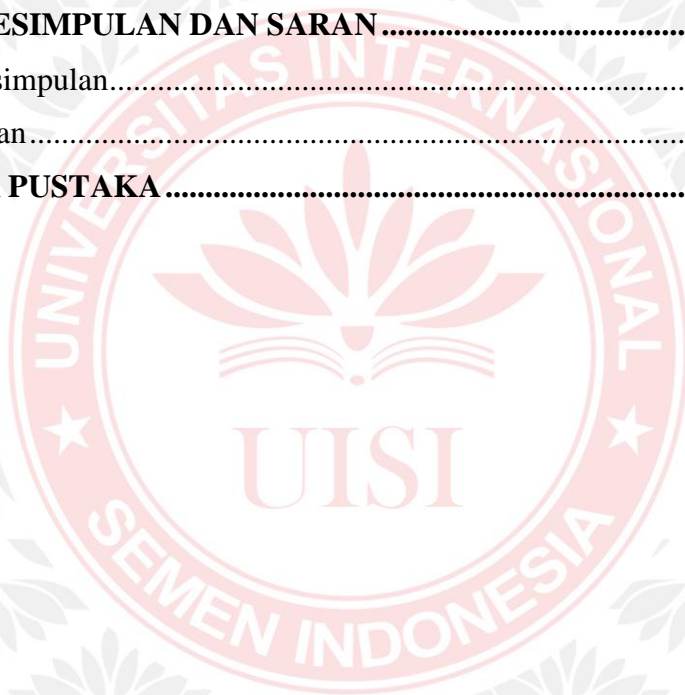 ESIMPULAN DAN SARAN.......................................
simpulan.........................................................................
an...................................................................................
PUSTAKA..................................................................
UNIVERSITAS INTERNASIONAL
UISI
SEMEN INDONESIA